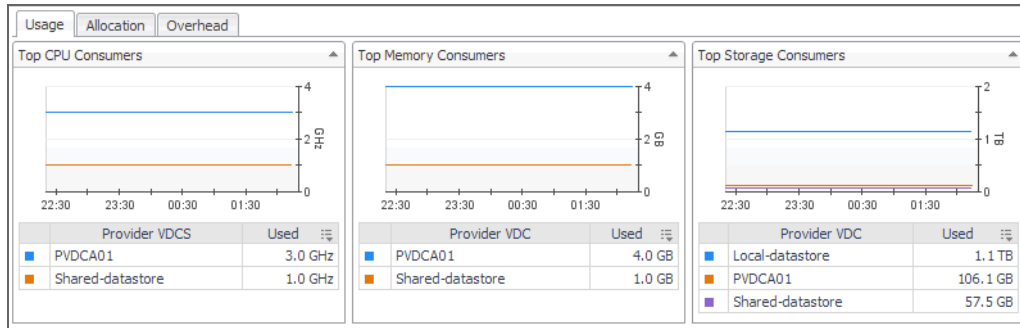 Usage Allocation Overhead
Top CPU Consumers
4
2
0
GHz
22:30 23:30 00:30 01:30
Provider VDCS Used
PVDCA01 3.0 GHz
Shared-datastore 1.0 GHz
Top Memory Consumers
4
2
0
GB
22:30 23:30 00:30 01:30
Provider VDC Used
PVDCA01 4.0 GB
Shared-datastore 1.0 GB
Top Storage Consumers
2
1
0
TB
22:30 23:30 00:30 01:30
Provider VDC Used
Local-datastore 1.1 TB
PVDCA01 106.1 GB
Shared-datastore 57.5 GB